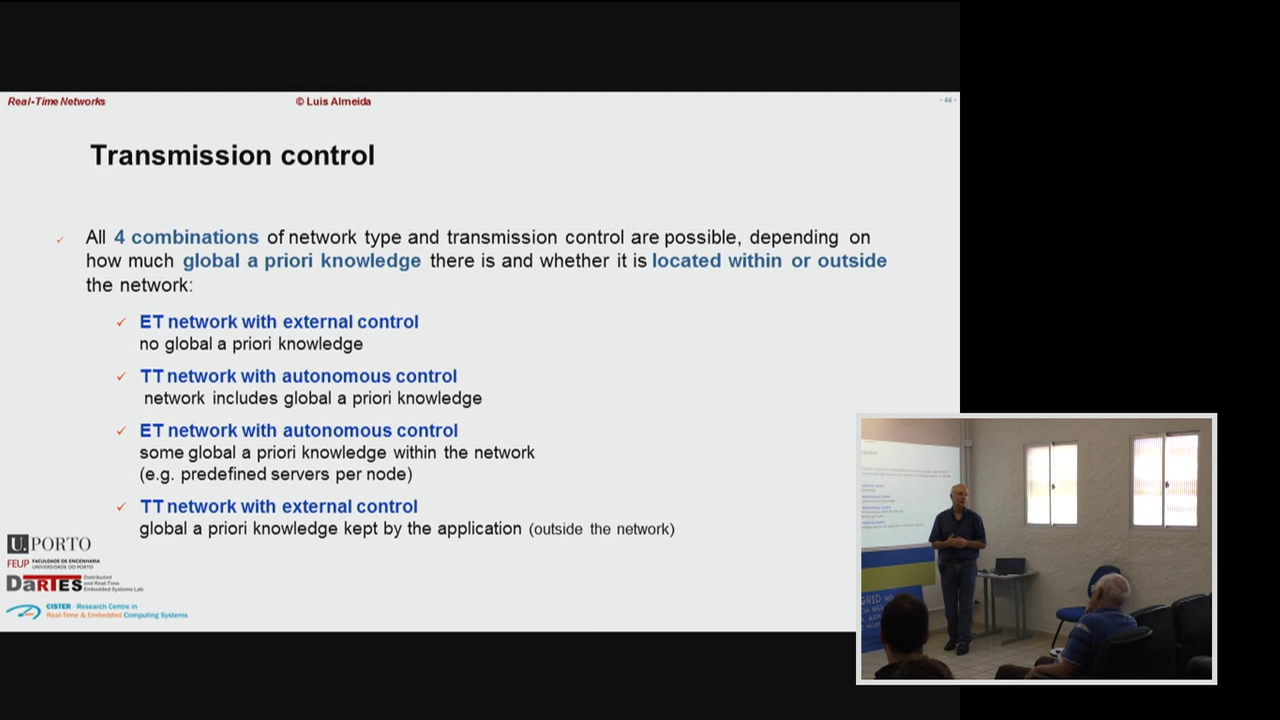 Real-Time Networks
© Luis Almeida
- 66 -
Transmission control
All 4 combinations of network type and transmission control are possible, depending on
how much global a priori knowledge there is and whether it is located within or outside
the network:
ET network with external control
no global a priori knowledge
TT network with autonomous control
network includes global a priori knowledge
ET network with autonomous control
some global a priori knowledge within the network
(e.g. predefined servers per node)
TT network with external control
global a priori knowledge kept by the application (outside the network)
U. PORTO
FEUP FACULDADE DE ENGENHARIA
UNIVERSIDADE DO PORTO
DaRTES Distributed
and Real-Time
Embedded Systems Lab
CISTER - Research Centre in
Real-Time & Embedded Computing Systems
GRID NO